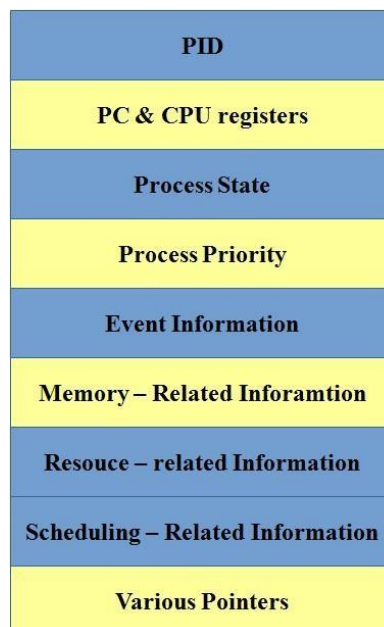 PID
PC & CPU registers
Process State
Process Priority
Event Information
Memory – Related Inforamtion
Resouce – related Information
Scheduling – Related Information
Various Pointers